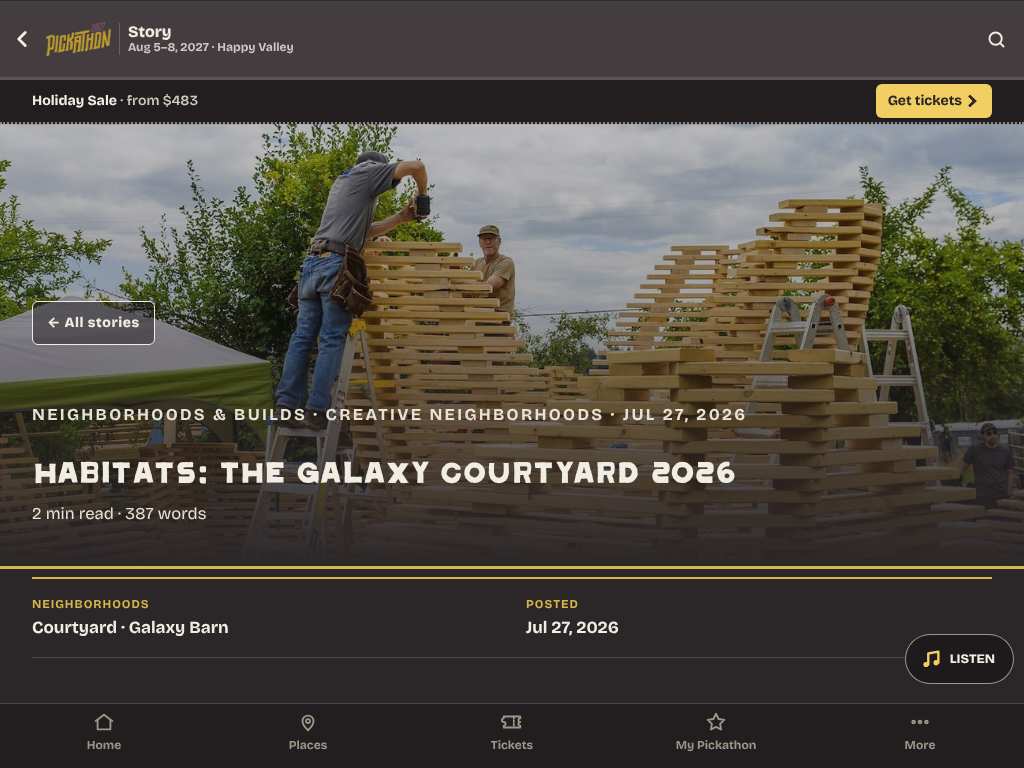 PICKATHON
Story
Aug 5–8, 2027 · Happy Valley
Holiday Sale · from $483
Get tickets
← All stories
NEIGHBORHOODS & BUILDS · CREATIVE NEIGHBORHOODS · JUL 27, 2026
HABITATS: THE GALAXY COURTYARD 2026
2 min read · 387 words
NEIGHBORHOODS
Courtyard · Galaxy Barn
POSTED
Jul 27, 2026
LISTEN
Home
Places
Tickets
My Pickathon
More